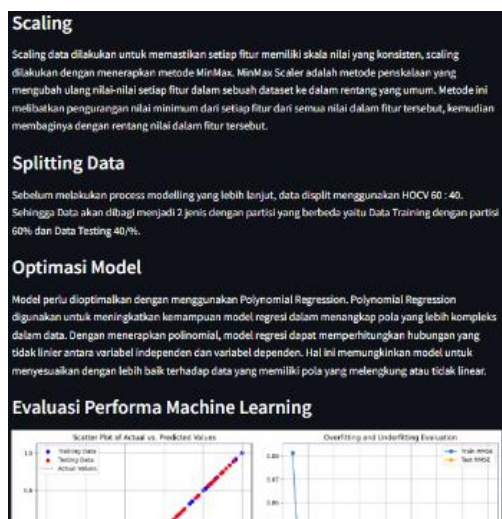 Scaling
Scaling data dilakukan untuk memastikan setiap fitur memiliki skala nilai yang konsisten, scaling
dilakukan dengan menerapkan metode MinMax. MinMax Scaler adalah metode penskalaan yang
mengubah ulang nilai-nilai setiap fitur dalam sebuah dataset ke dalam rentang yang umum. Metode ini
melibatkan pengurangan nilai minimum dari setiap fitur dari semua nilai dalam fitur tersebut, kemudian
membaginya dengan rentang nilai dalam fitur tersebut.
Splitting Data
Sebelum melakukan process modelling yang lebih lanjut, data displit menggunakan HOCV 60 : 40.
Sehingga Data akan dibagi menjadi 2 jenis dengan partisi yang berbeda yaitu Data Training dengan partisi
60% dan Data Testing 40/%.
Optimasi Model
Model perlu dioptimalkan dengan menggunakan Polynomial Regression. Polynomial Regression
digunakan untuk meningkatkan kemampuan model regresi dalam menangkap pola yang lebih kompleks
dalam data. Dengan menerapkan polinomial, model regresi dapat memperhitungkan hubungan yang
tidak linier antara variabel independen dan variabel dependen. Hal ini memungkinkan model untuk
menyesuaikan dengan lebih baik terhadap data yang memiliki pola yang melengkung atau tidak linear.
Evaluasi Performa Machine Learning
Scatter Plot of Actual vs. Predicted Values
Training Data
Testing Data
Actual Values
1.0
Overfitting and Underfitting Evaluation
Train RMSE
Test RMSE